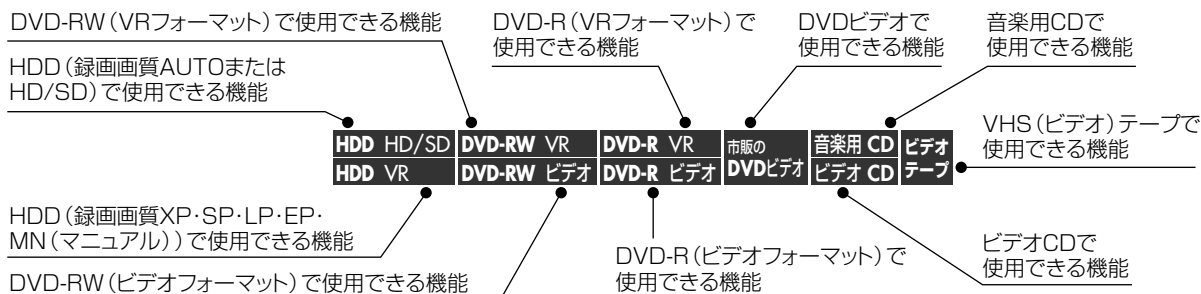 DVD-RW（VRフォーマット）で使用できる機能
DVD-R（VRフォーマット）で
使用できる機能
DVDビデオで
使用できる機能
音楽用CDで
使用できる機能
HDD（録画画質AUTOまたは
HD/SD）で使用できる機能
VHS（ビデオ）テープで
使用できる機能
HDD HD/SD
DVD-RW VR
DVD-R VR
市販の
DVDビデオ
音楽用 CD
ビデオ
テープ
HDD VR
DVD-RW ビデオ
DVD-R ビデオ
ビデオ CD
HDD（録画画質XP・SP・LP・EP・
MN（マニュアル））で使用できる機能
DVD-R（ビデオフォーマット）で
使用できる機能
ビデオCDで
使用できる機能
DVD-RW（ビデオフォーマット）で使用できる機能